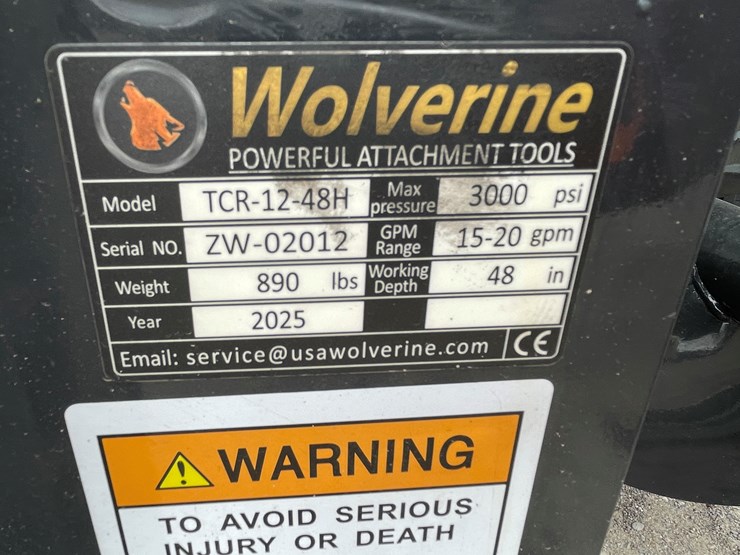 Wolverine
POWERFUL ATTACHMENT TOOLS
Model TCR-12-48H Max pressure 3000 psi
Serial NO. ZW-02012 GPM Range 15-20 gpm
Weight 890 lbs Working Depth 48 in
Year 2025
Email: service@usawolverine.com CE
WARNING
TO AVOID SERIOUS
INJURY OR DEATH